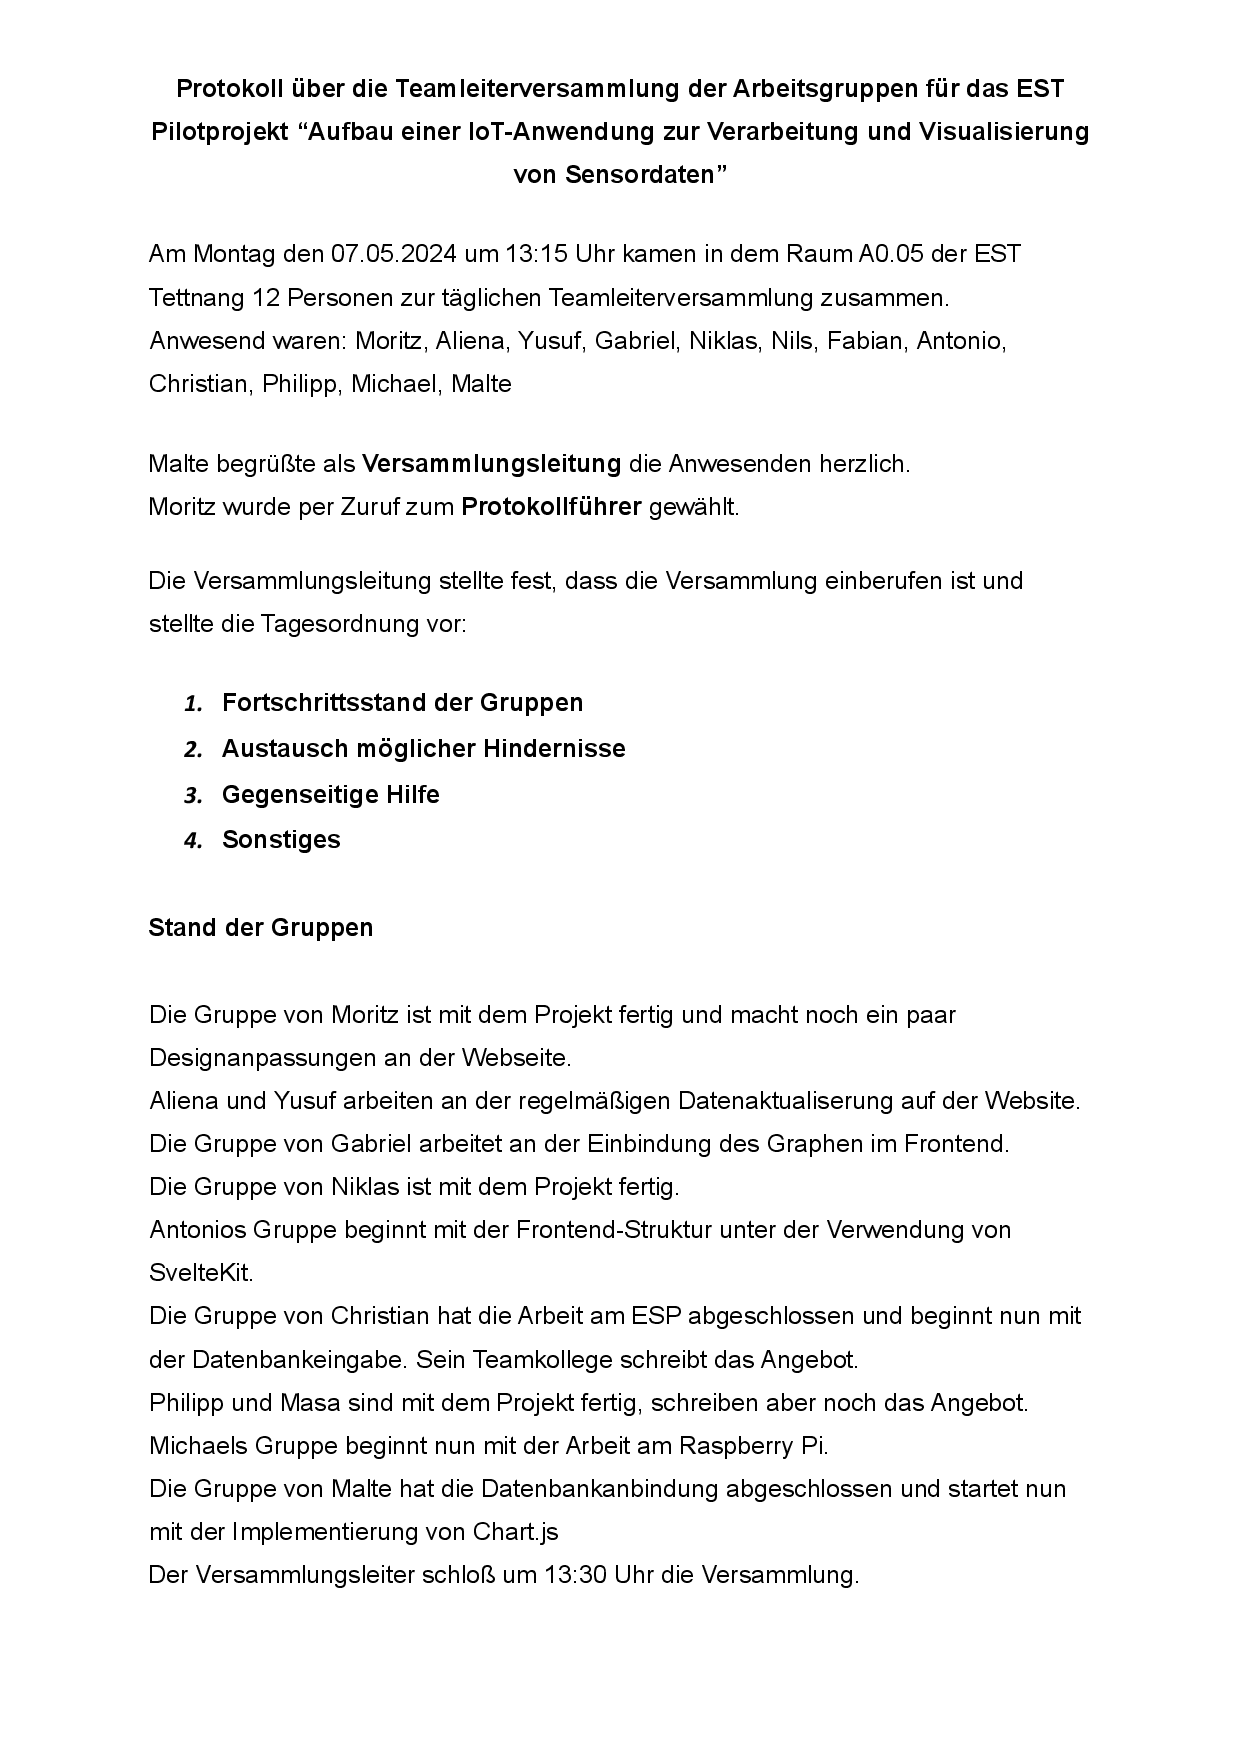 Protokoll über die Teamleiterversammlung der Arbeitsgruppen für das EST
Pilotprojekt “Aufbau einer IoT-Anwendung zur Verarbeitung und Visualisierung
von Sensordaten”
Am Montag den 07.05.2024 um 13:15 Uhr kamen in dem Raum A0.05 der EST
Tettnang 12 Personen zur täglichen Teamleiterversammlung zusammen.
Anwesend waren: Moritz, Aliena, Yusuf, Gabriel, Niklas, Nils, Fabian, Antonio,
Christian, Philipp, Michael, Malte
Malte begrüßte als Versammlungsleitung die Anwesenden herzlich.
Moritz wurde per Zuruf zum Protokollführer gewählt.
Die Versammlungsleitung stellte fest, dass die Versammlung einberufen ist und
stellte die Tagesordnung vor:
1. Fortschrittsstand der Gruppen
2. Austausch möglicher Hindernisse
3. Gegenseitige Hilfe
4. Sonstiges
Stand der Gruppen
Die Gruppe von Moritz ist mit dem Projekt fertig und macht noch ein paar
Designanpassungen an der Webseite.
Aliena und Yusuf arbeiten an der regelmäßigen Datenaktualiserung auf der Website.
Die Gruppe von Gabriel arbeitet an der Einbindung des Graphen im Frontend.
Die Gruppe von Niklas ist mit dem Projekt fertig.
Antonios Gruppe beginnt mit der Frontend-Struktur unter der Verwendung von
SvelteKit.
Die Gruppe von Christian hat die Arbeit am ESP abgeschlossen und beginnt nun mit
der Datenbankeingabe. Sein Teamkollege schreibt das Angebot.
Philipp und Masa sind mit dem Projekt fertig, schreiben aber noch das Angebot.
Michaels Gruppe beginnt nun mit der Arbeit am Raspberry Pi.
Die Gruppe von Malte hat die Datenbankanbindung abgeschlossen und startet nun
mit der Implementierung von Chart.js
Der Versammlungsleiter schloß um 13:30 Uhr die Versammlung.